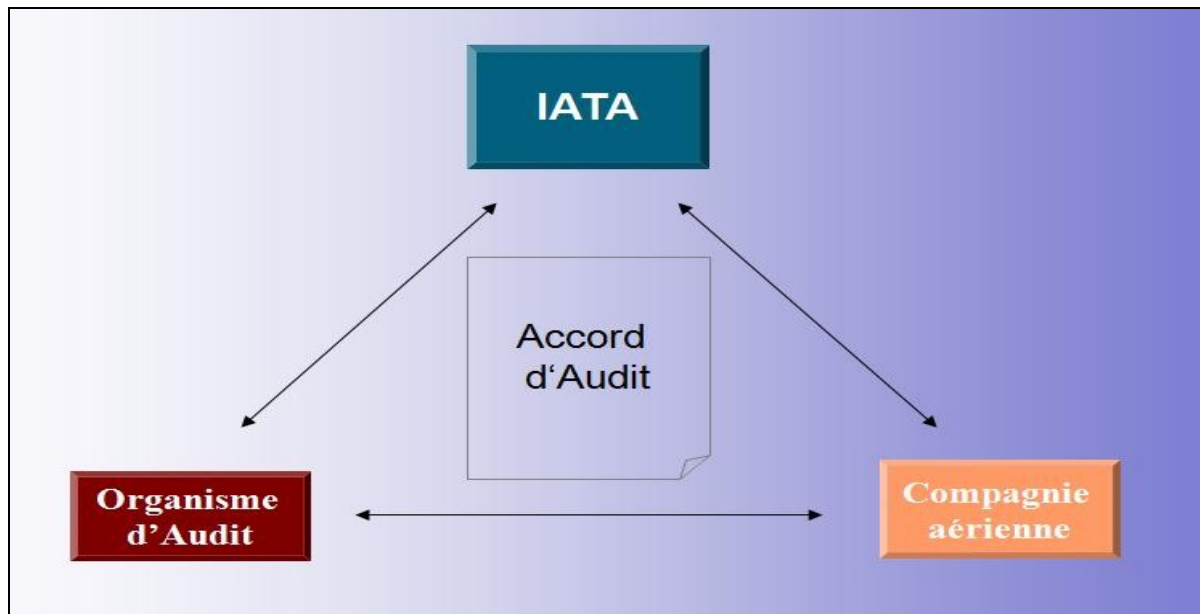 IATA
Accord
d‘Audit
Organisme
d’Audit
Compagnie
aérienne